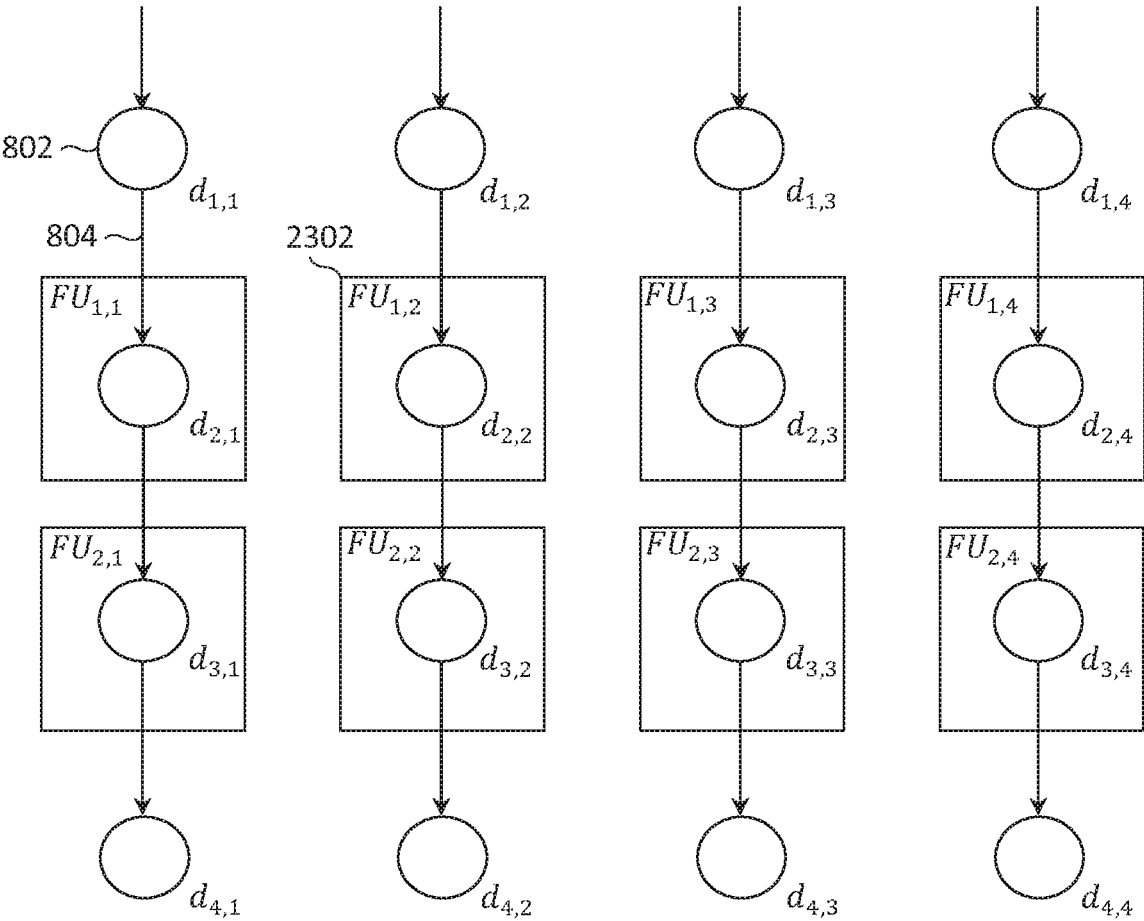 802
d1,1 d1,2 d1,3 d1,4
804
2302
FU1,1 FU1,2 FU1,3 FU1,4
d2,1 d2,2 d2,3 d2,4
FU2,1 FU2,2 FU2,3 FU2,4
d3,1 d3,2 d3,3 d3,4
d4,1 d4,2 d4,3 d4,4